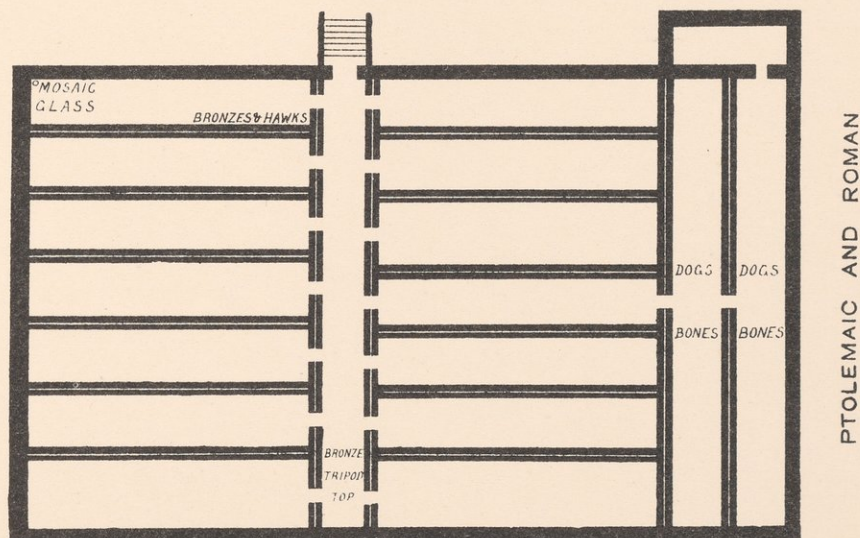 MOSAIC
GLASS
BRONZES & HAWKS
DOGS DOGS
BONES BONES
BRONZE
TRIPOD
TOP
PTOLEMAIC AND ROMAN